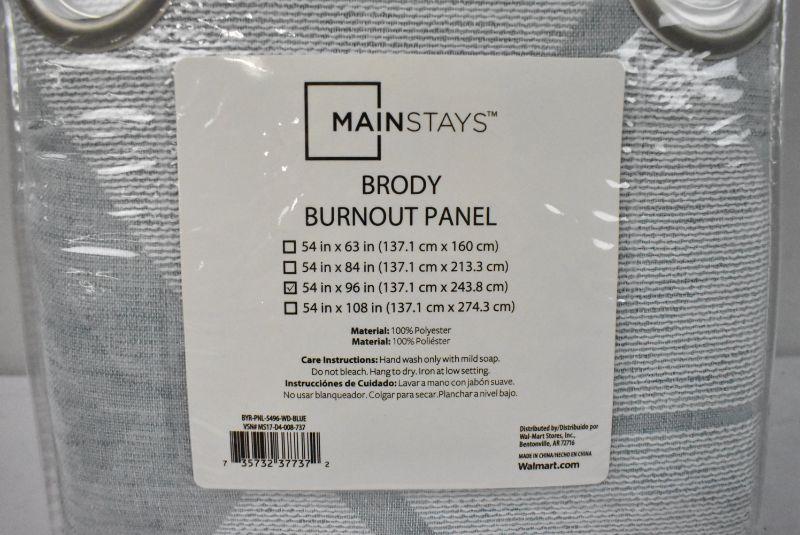 MAINSTAYS™
BRODY
BURNOUT PANEL
☐ 54 in x 63 in (137.1 cm x 160 cm)
☐ 54 in x 84 in (137.1 cm x 213.3 cm)
☑ 54 in x 96 in (137.1 cm x 243.8 cm)
☐ 54 in x 108 in (137.1 cm x 274.3 cm)
Material: 100% Polyester
Material: 100% Poliéster
Care Instructions: Hand wash only with mild soap.
Do not bleach. Hang to dry. Iron at low setting.
Instrucciónes de Cuidado: Lavar a mano con jabón suave.
No usar blanqueador. Colgar para secar. Planchar a nivel bajo.
BYR-PNL-5496-WD-BLUE
VSN# MS17-D4-008-737
7 35732 37737 2
Distributed by/Distribuido por
Wal-Mart Stores, Inc.,
Bentonville, AR 72716
MADE IN CHINA/HECHO EN CHINA
Walmart.com